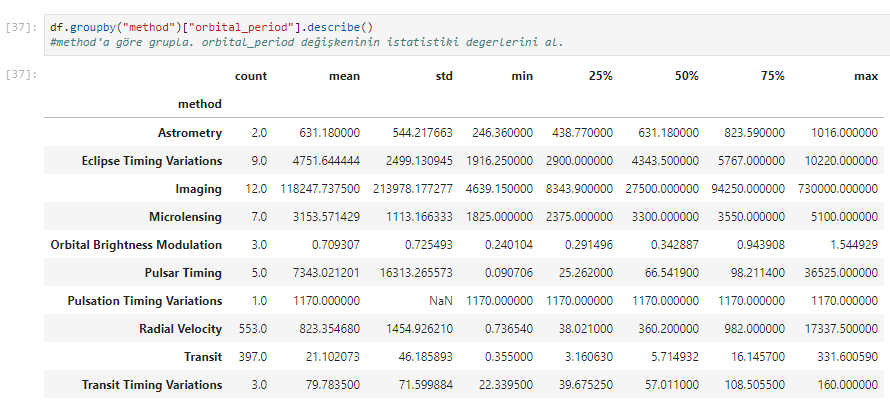 [37]: df.groupby("method")["orbital_period"].describe()
#method'a göre grupla. orbital_period değişkeninin istatistiki degerlerini al.
[37]: count mean std min 25% 50% 75% max
method
Astrometry 2.0 631.180000 544.217663 246.360000 438.770000 631.180000 823.590000 1016.000000
Eclipse Timing Variations 9.0 4751.644444 2499.130945 1916.250000 2900.000000 4343.500000 5767.000000 10220.000000
Imaging 12.0 118247.737500 213978.177277 4639.150000 8343.900000 27500.000000 94250.000000 730000.000000
Microlensing 7.0 3153.571429 1113.166333 1825.000000 2375.000000 3300.000000 3550.000000 5100.000000
Orbital Brightness Modulation 3.0 0.709307 0.725493 0.240104 0.291496 0.342887 0.943908 1.544929
Pulsar Timing 5.0 7343.021201 16313.265573 0.090706 25.262000 66.541900 98.211400 36525.000000
Pulsation Timing Variations 1.0 1170.000000 NaN 1170.000000 1170.000000 1170.000000 1170.000000 1170.000000
Radial Velocity 553.0 823.354680 1454.926210 0.736540 38.021000 360.200000 982.000000 17337.500000
Transit 397.0 21.102073 46.185893 0.355000 3.160630 5.714932 16.145700 331.600590
Transit Timing Variations 3.0 79.783500 71.599884 22.339500 39.675250 57.011000 108.505500 160.000000